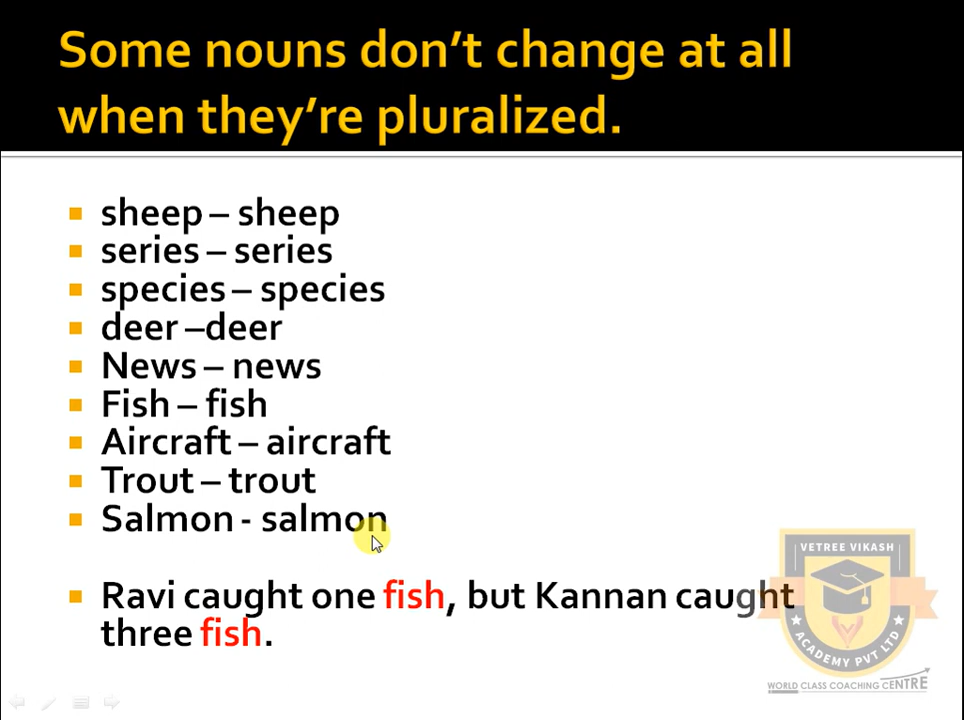 Some nouns don’t change at all
when they’re pluralized.
sheep – sheep
series – series
species – species
deer –deer
News – news
Fish – fish
Aircraft – aircraft
Trout – trout
Salmon - salmon
Ravi caught one fish, but Kannan caught
three fish.
VETREE VIKASH
ACADEMY PVT LTD
WORLD CLASS COACHING CENTRE